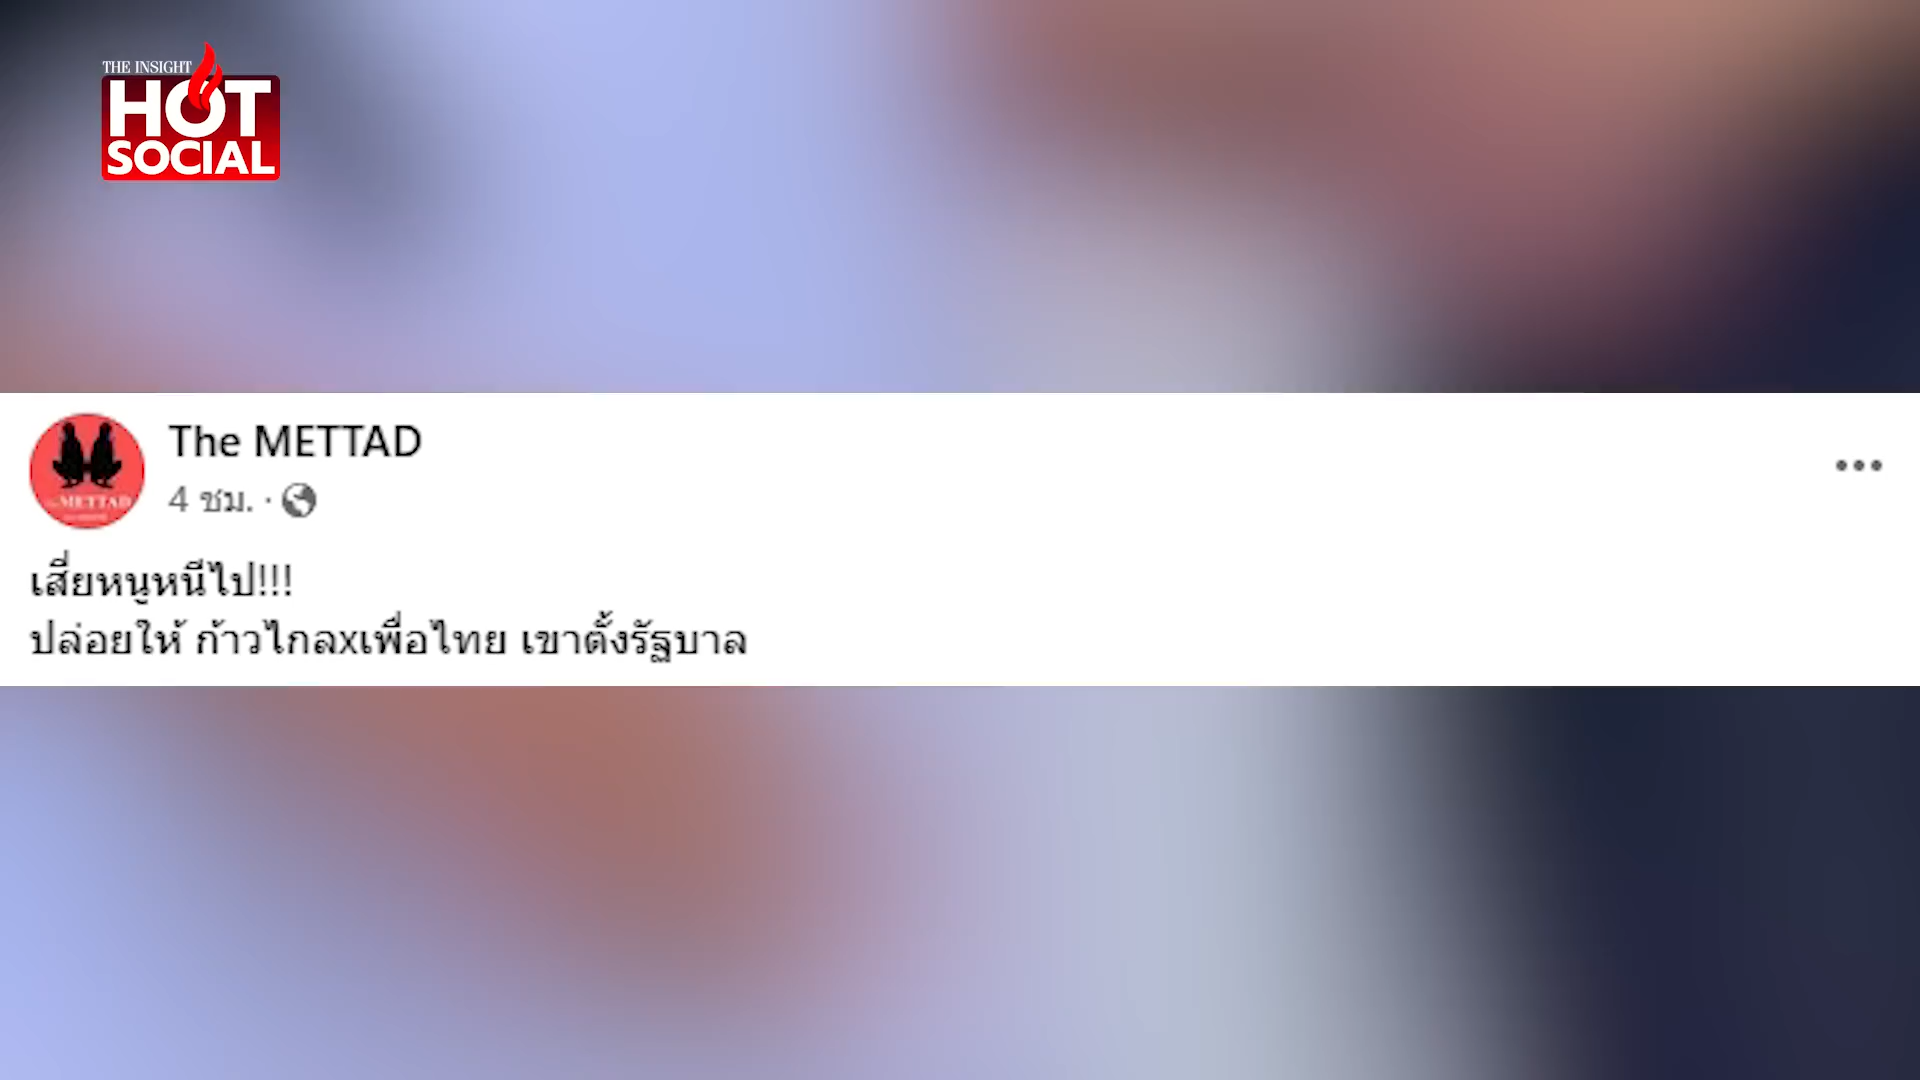 THE INSIGHT
HOT
SOCIAL
The METTAD
4 ชม. ·
METTAD
เสี่ยหนูหนีไป!!!
ปล่อยให้ ก้าวไกลxเพื่อไทย เขาตั้งรัฐบาล